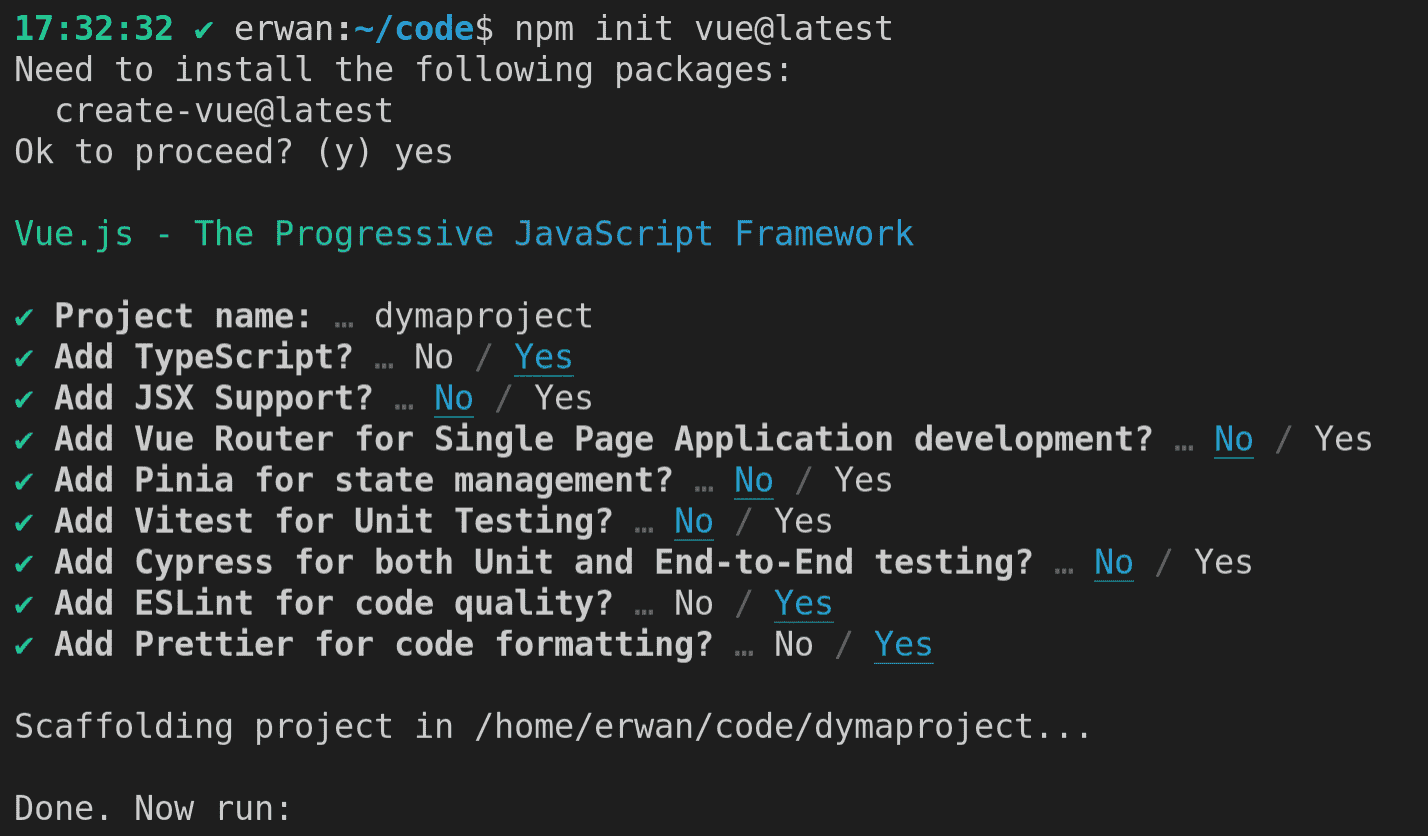 17:32:32 ✔ erwan:~/code$ npm init vue@latest
Need to install the following packages:
  create-vue@latest
Ok to proceed? (y) yes
Vue.js - The Progressive JavaScript Framework
✔ Project name: … dymaproject
✔ Add TypeScript? … No / Yes
✔ Add JSX Support? … No / Yes
✔ Add Vue Router for Single Page Application development? … No / Yes
✔ Add Pinia for state management? … No / Yes
✔ Add Vitest for Unit Testing? … No / Yes
✔ Add Cypress for both Unit and End-to-End testing? … No / Yes
✔ Add ESLint for code quality? … No / Yes
✔ Add Prettier for code formatting? … No / Yes
Scaffolding project in /home/erwan/code/dymaproject...
Done. Now run: